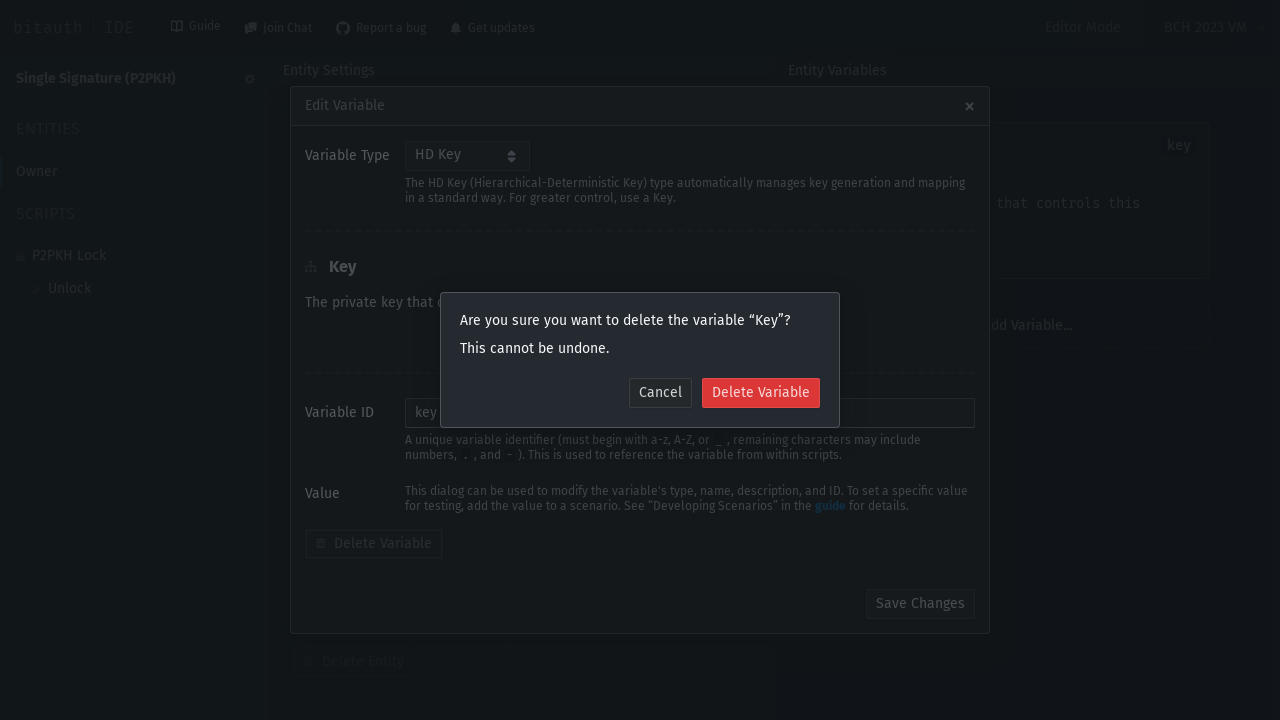 bitauth IDE
Guide
Join Chat
Report a bug
Get updates
Editor Mode
BCH 2023 VM
Single Signature (P2PKH)
Entity Settings
Entity Variables
ENTITIES
Owner
SCRIPTS
P2PKH Lock
Unlock
Edit Variable
Variable Type
HD Key
The HD Key (Hierarchical-Deterministic Key) type automatically manages key generation and mapping
in a standard way. For greater control, use a Key.
key
that controls this
Key
The private key that
Are you sure you want to delete the variable “Key”?
This cannot be undone.
Cancel
Delete Variable
Variable...
Variable ID
key
A unique variable identifier (must begin with a-z, A-Z, or _, remaining characters may include
numbers, ., and -). This is used to reference the variable from within scripts.
Value
This dialog can be used to modify the variable's type, name, description, and ID. To set a specific value
for testing, add the value to a scenario. See “Developing Scenarios” in the guide for details.
Delete Variable
Save Changes
Delete Entity